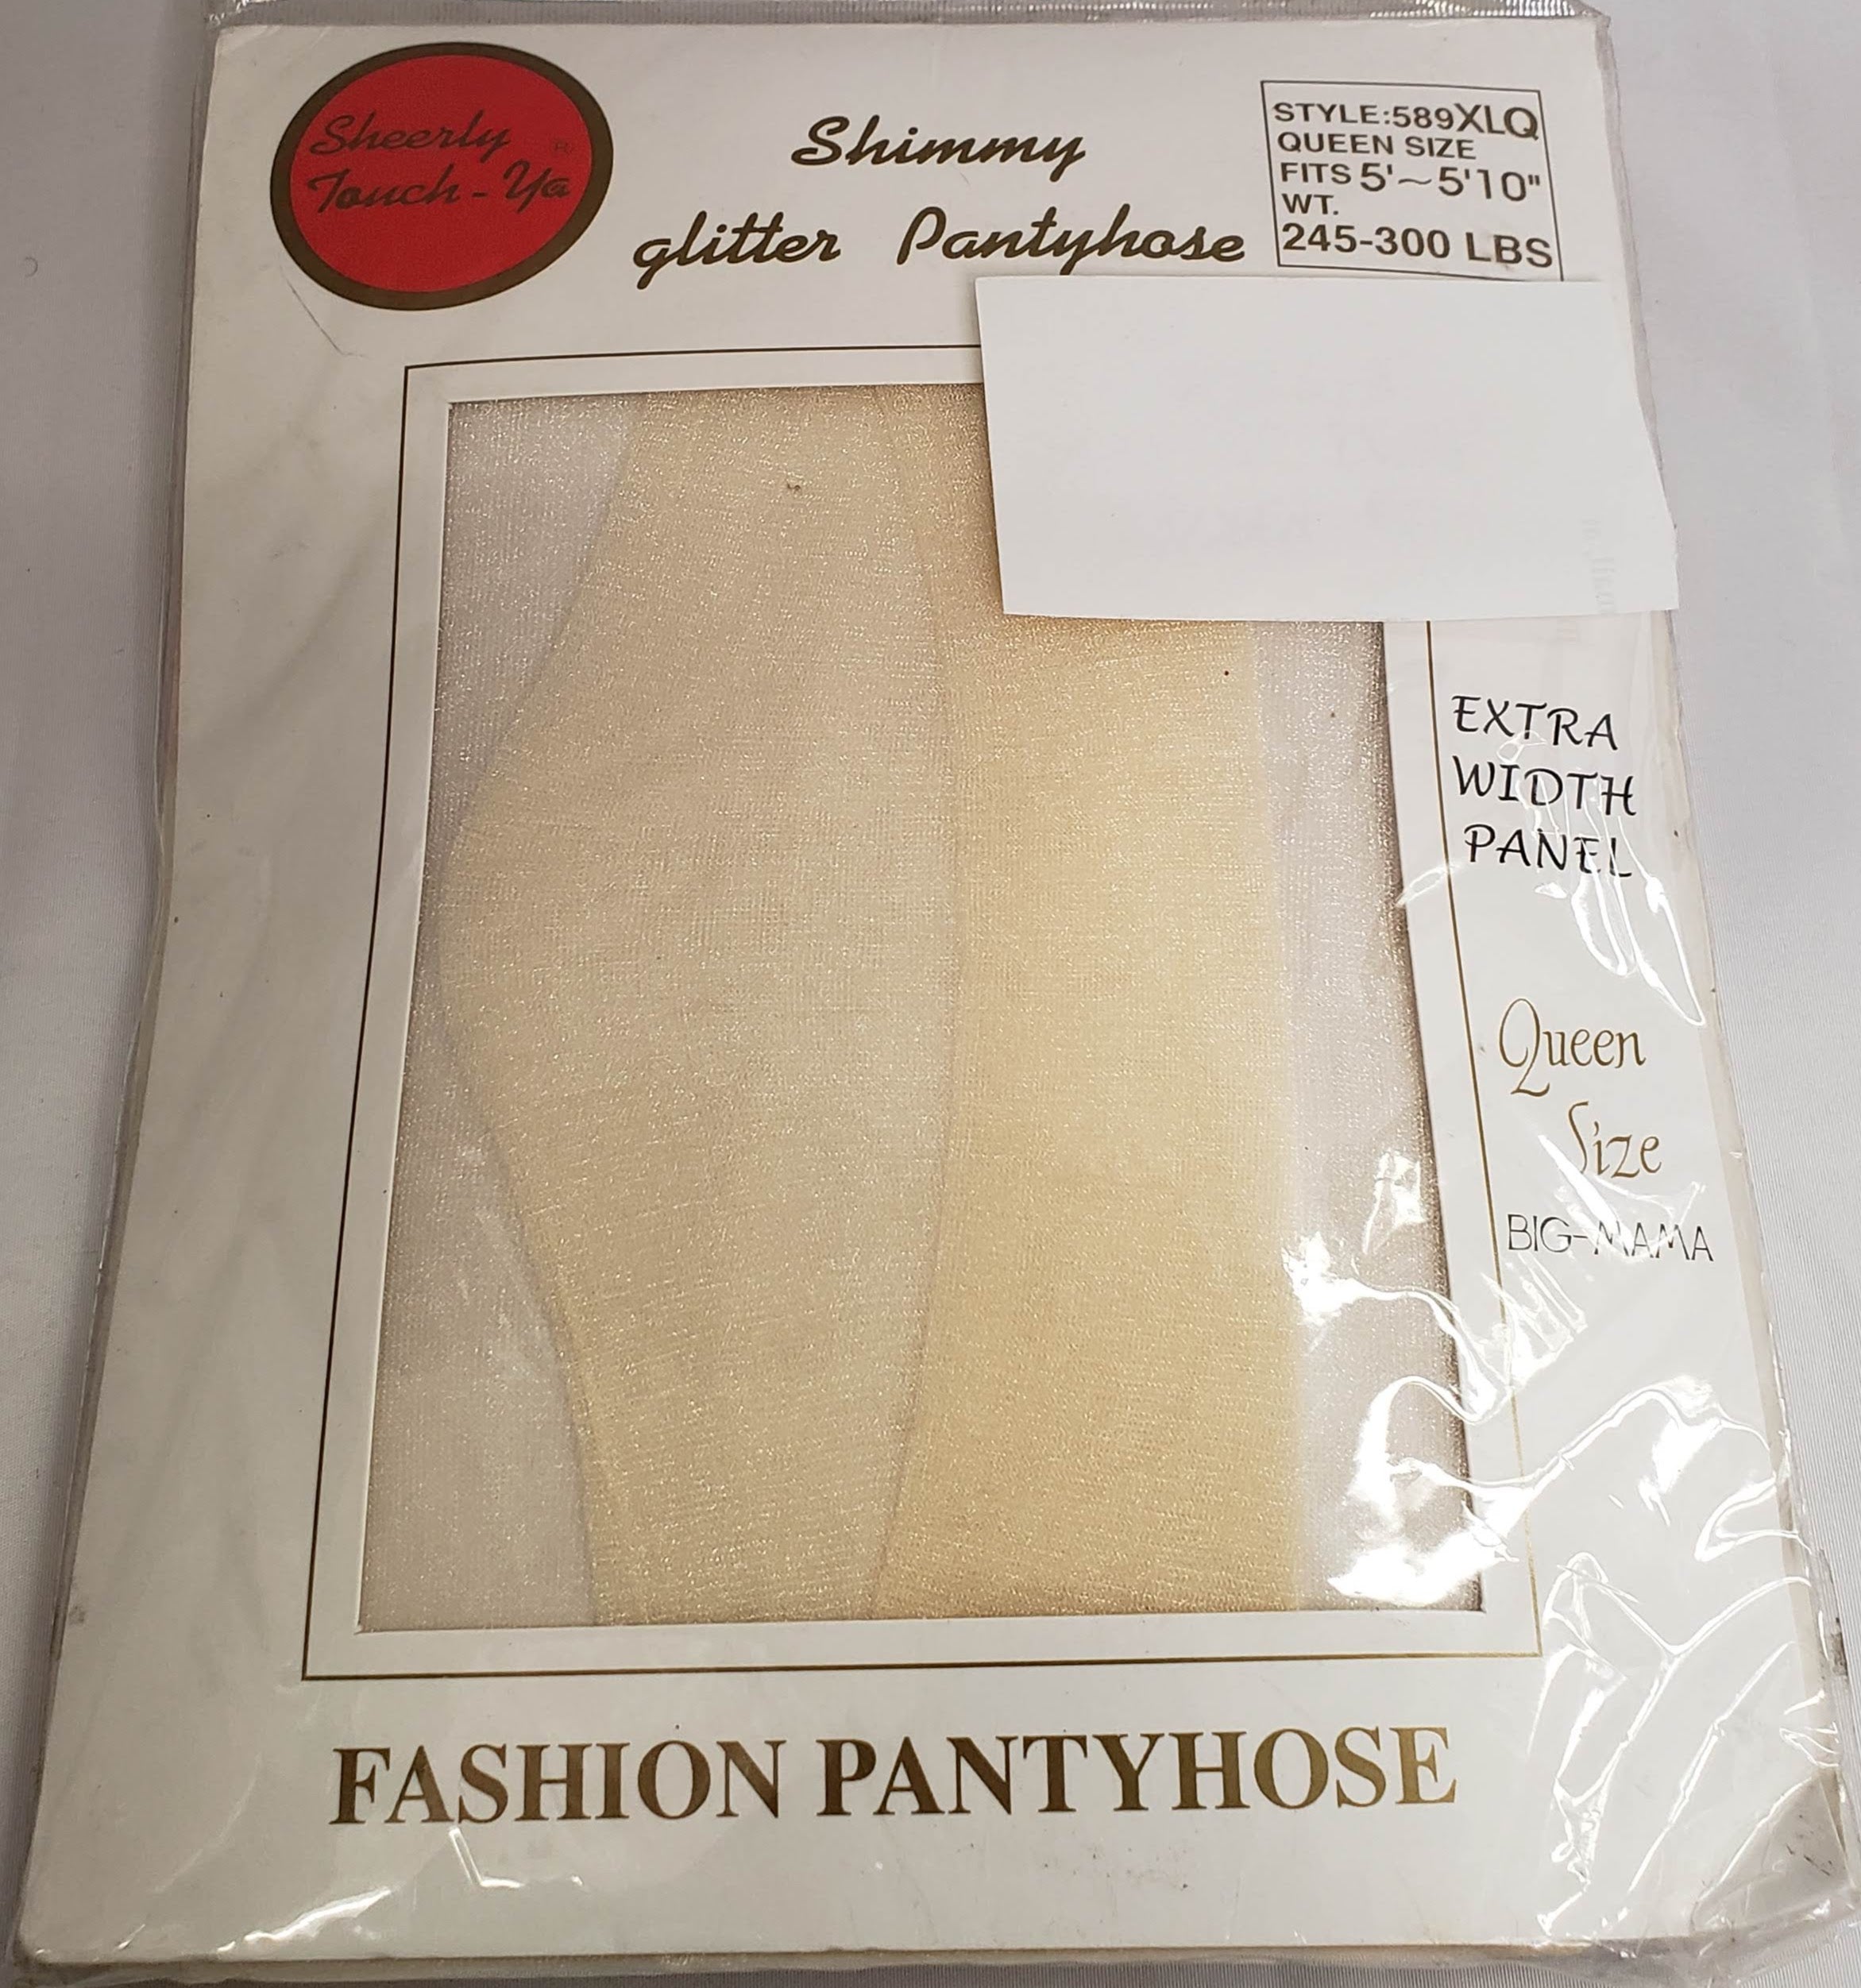 Sheerly
Touch-Ya
®
Shimmy
glitter Pantyhose
STYLE:589XLQ
QUEEN SIZE
FITS 5'~5'10"
WT.
245-300 LBS
EXTRA
WIDTH
PANEL
Queen
Size
BIG-MAMA
FASHION PANTYHOSE